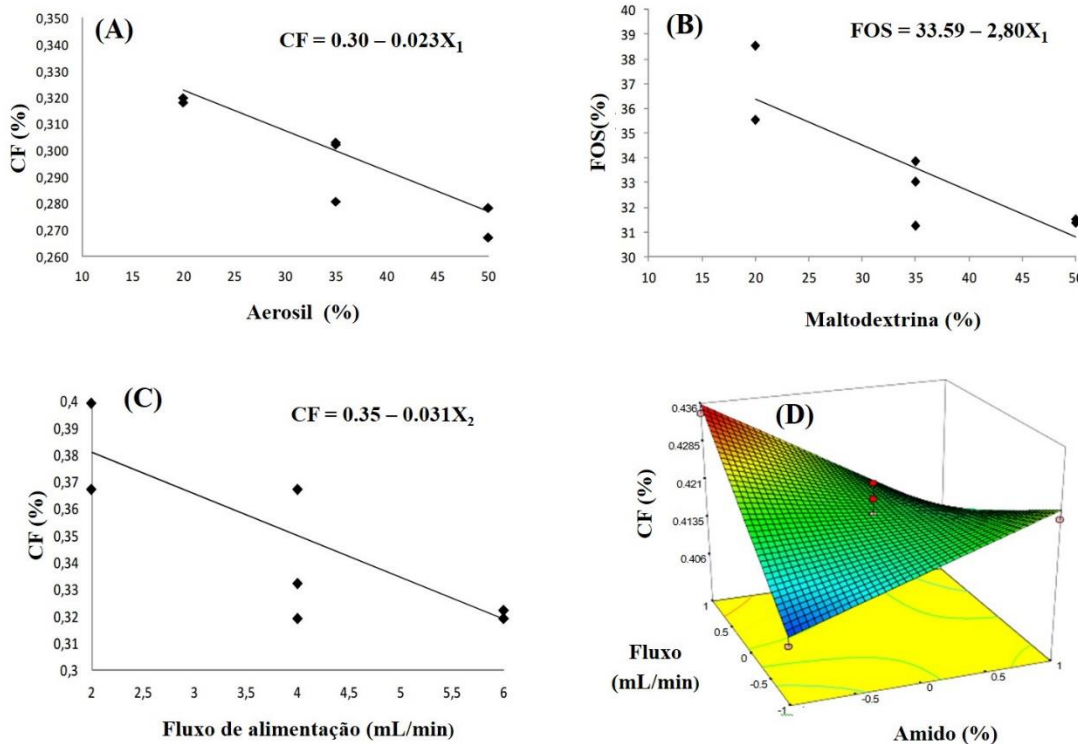 (A)
CF = 0.30 – 0.023X₁
0,350
0,340
0,330
0,320
0,310
0,300
0,290
0,280
0,270
0,260
CF (%)
10 15 20 25 30 35 40 45 50
Aerosil (%)
(B)
FOS = 33.59 – 2,80X₁
40
39
38
37
36
35
34
33
32
31
30
FOS(%)
10 15 20 25 30 35 40 45 50
Maltodextrina (%)
(C)
CF = 0.35 – 0.031X₂
0,4
0,39
0,38
0,37
0,36
0,35
0,34
0,33
0,32
0,31
0,3
CF (%)
2 2,5 3 3,5 4 4,5 5 5,5 6
Fluxo de alimentação (mL/min)
(D)
0.436
0.4285
0.421
0.4135
0.406
CF (%)
1
0.5
0
-0.5
-1
Fluxo
(mL/min)
-1 -0.5 0 0.5 1
Amido (%)